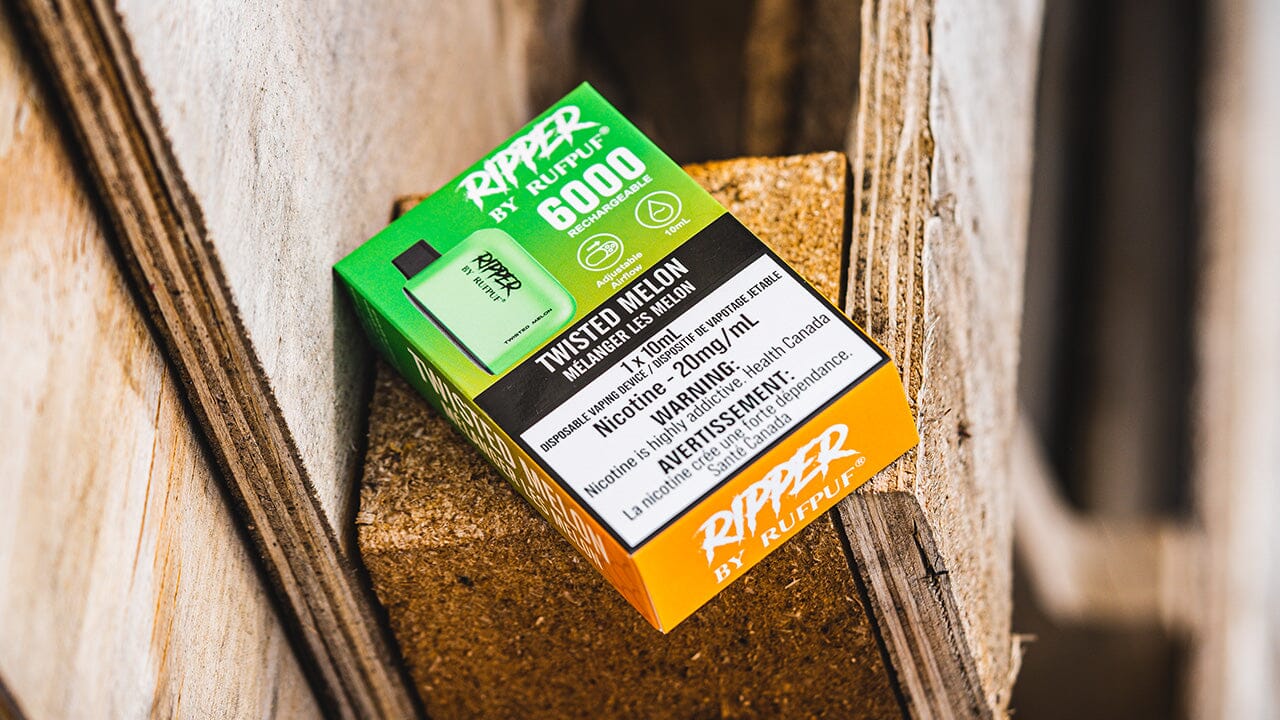 RIPPER
BY RUFPUF®
6000
RECHARGEABLE
10mL
Adjustable
Airflow
RIPPER
BY RUFPUF®
TWISTED MELON
TWISTED MELON
MÉLANGER LES MELON
1 x 10mL
DISPOSABLE VAPING DEVICE / DISPOSITIF DE VAPOTAGE JETABLE
Nicotine - 20mg/mL
WARNING:
Nicotine is highly addictive. Health Canada
AVERTISSEMENT:
La nicotine crée une forte dépendance.
Santé Canada
TWISTED MELON
RIPPER
BY RUFPUF®